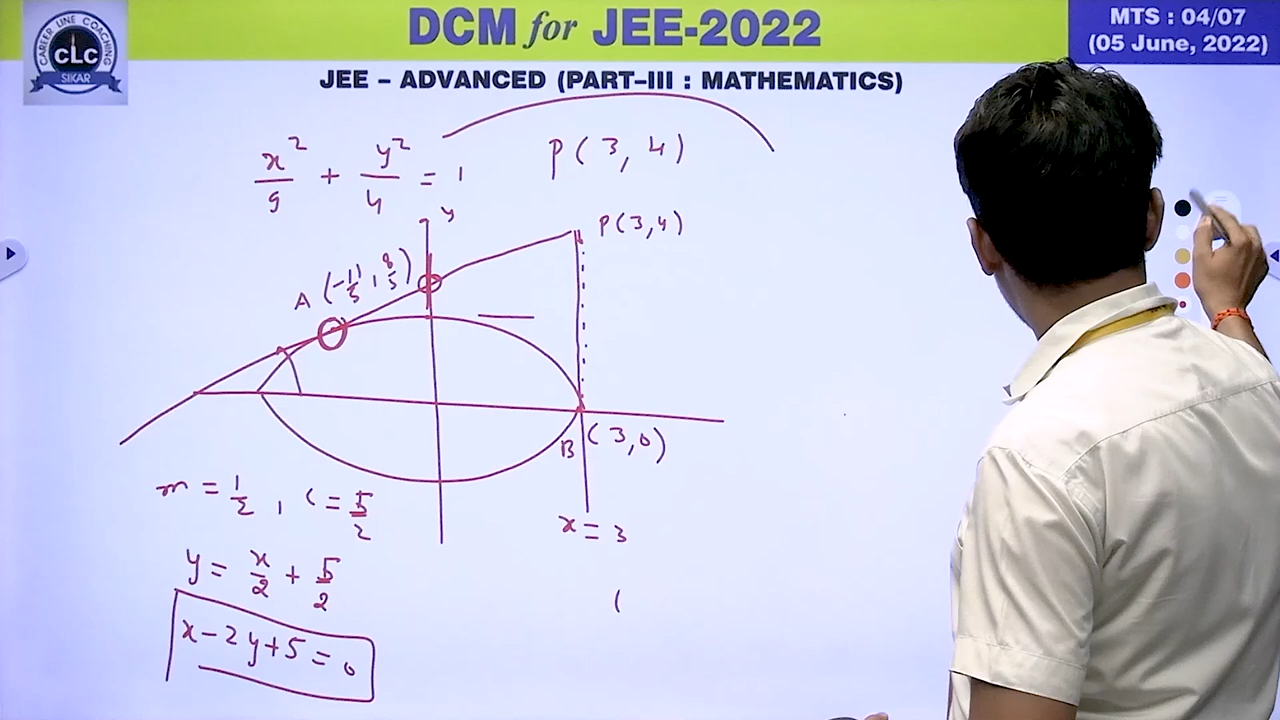 CAREER LINE COACHING
CLC
SIKAR
DCM for JEE-2022
MTS : 04/07
(05 June, 2022)
JEE – ADVANCED (PART–III : MATHEMATICS)
x²/9 + y²/4 = 1
P(3, 4)
y
P(3,4)
A (-11/5, 8/5)
B (3,0)
m = 1/2, c = 5/2
x = 3
y = x/2 + 5/2
(
x-2y+5=0